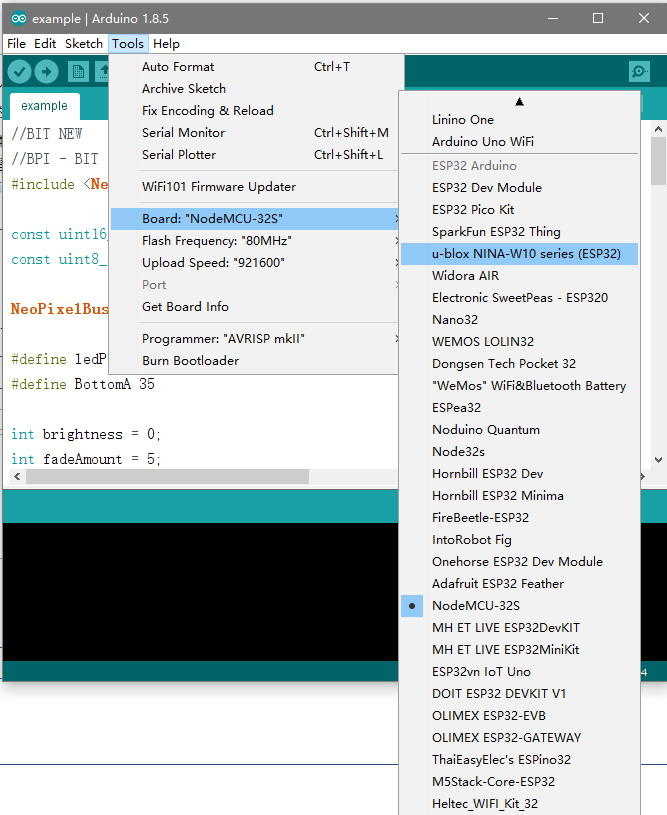 example | Arduino 1.8.5
File Edit Sketch Tools Help
example
//BIT NEW
//BPI - BIT
#include <Ne
const uint16_
const uint8_
NeoPixelBus
#define ledP
#define BottomA 35
int brightness = 0;
int fadeAmount = 5;
Auto Format Ctrl+T
Archive Sketch
Fix Encoding & Reload
Serial Monitor Ctrl+Shift+M
Serial Plotter Ctrl+Shift+L
WiFi101 Firmware Updater
Board: "NodeMCU-32S"
Flash Frequency: "80MHz"
Upload Speed: "921600"
Port
Get Board Info
Programmer: "AVRISP mkII"
Burn Bootloader
Linino One
Arduino Uno WiFi
ESP32 Arduino
ESP32 Dev Module
ESP32 Pico Kit
SparkFun ESP32 Thing
u-blox NINA-W10 series (ESP32)
Widora AIR
Electronic SweetPeas - ESP320
Nano32
WEMOS LOLIN32
Dongsen Tech Pocket 32
"WeMos" WiFi&Bluetooth Battery
ESPea32
Noduino Quantum
Node32s
Hornbill ESP32 Dev
Hornbill ESP32 Minima
FireBeetle-ESP32
IntoRobot Fig
Onehorse ESP32 Dev Module
Adafruit ESP32 Feather
NodeMCU-32S
MH ET LIVE ESP32DevKIT
MH ET LIVE ESP32MiniKit
ESP32vn IoT Uno
DOIT ESP32 DEVKIT V1
OLIMEX ESP32-EVB
OLIMEX ESP32-GATEWAY
ThaiEasyElec's ESPino32
M5Stack-Core-ESP32
Heltec_WIFI_Kit_32
4